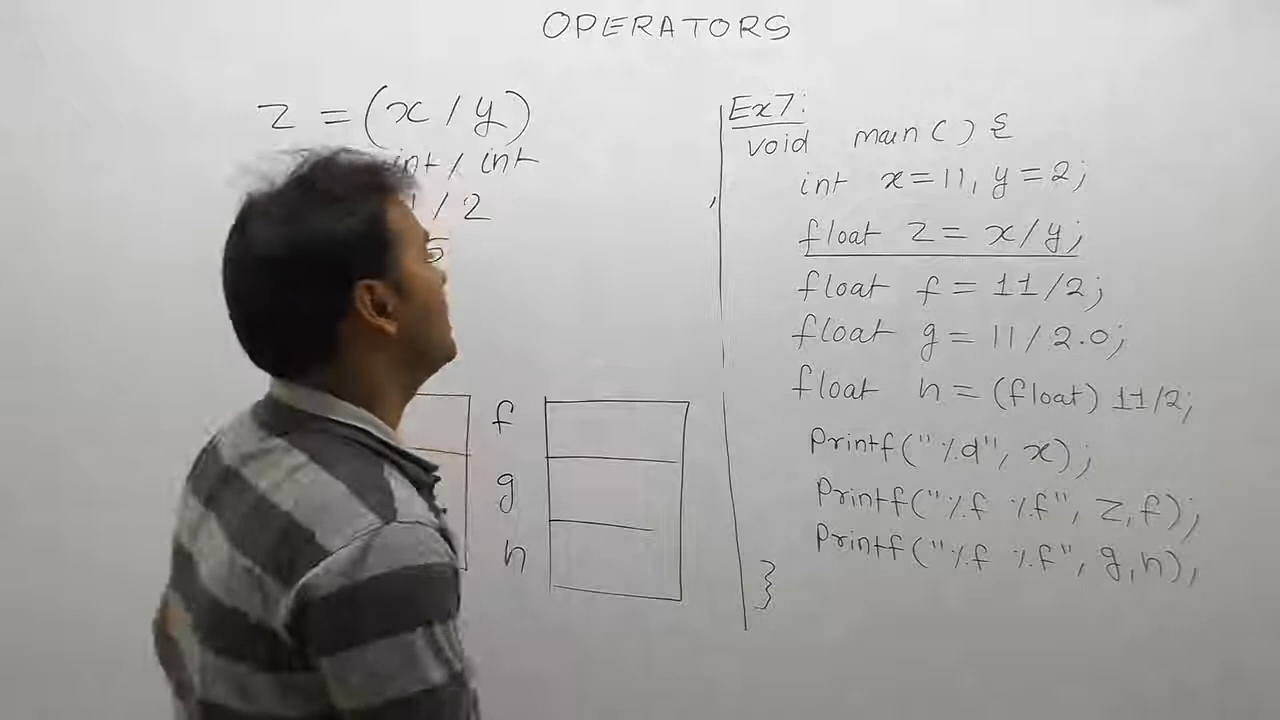 OPERATORS
z = (x / y)
int / int
/ 2
5
f
g
h
Ex7:
void main() {
int x=11, y=2;
float z = x/y;
float f = 11/2;
float g = 11/2.0;
float h = (float) 11/2;
Printf("%d", x);
Printf("%f %f", z,f);
Printf("%f %f", g,h);
}